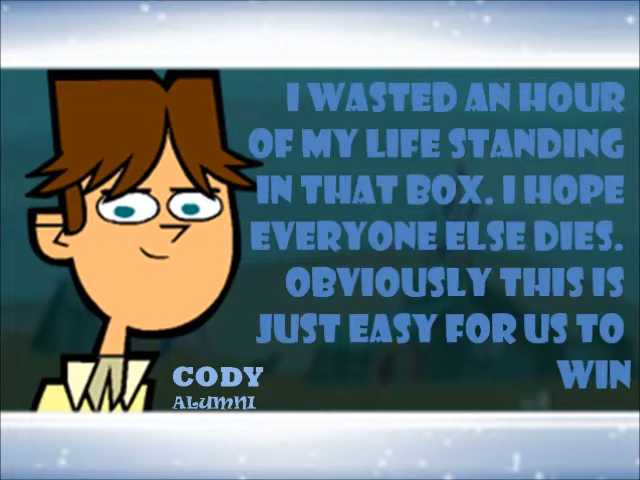 I WASTED AN HOUR
OF MY LIFE STANDING
IN THAT BOX. I HOPE
EVERYONE ELSE DIES.
OBVIOUSLY THIS IS
JUST EASY FOR US TO
WIN
CODY
ALUMNI